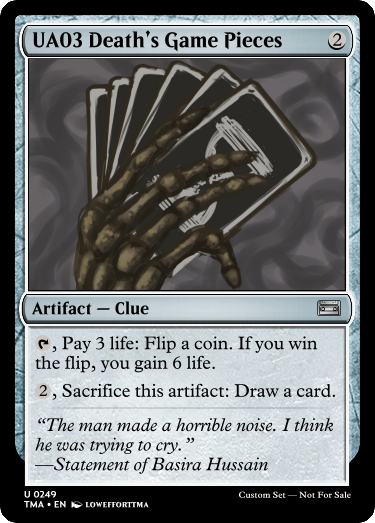 UA03 Death's Game Pieces 2
Artifact — Clue
, Pay 3 life: Flip a coin. If you win
the flip, you gain 6 life.
2, Sacrifice this artifact: Draw a card.
“The man made a horrible noise. I think
he was trying to cry.”
—Statement of Basira Hussain
U 0249
TMA • EN LOWEFFORTTMA
Custom Set — Not For Sale